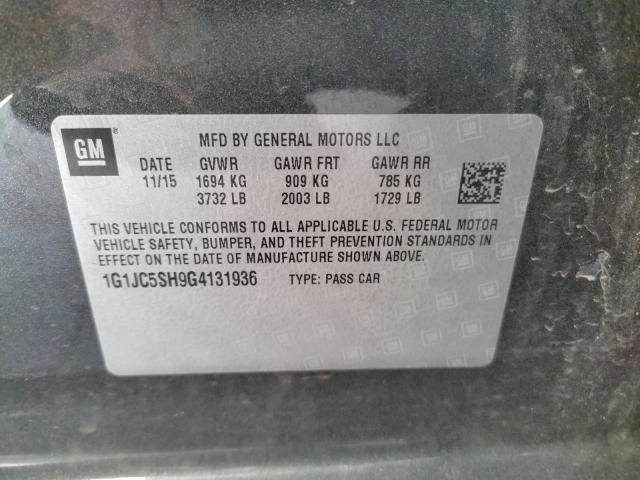 GM®
MFD BY GENERAL MOTORS LLC
DATE GVWR GAWR FRT GAWR RR
11/15 1694 KG 909 KG 785 KG
3732 LB 2003 LB 1729 LB
THIS VEHICLE CONFORMS TO ALL APPLICABLE U.S. FEDERAL MOTOR
VEHICLE SAFETY, BUMPER, AND THEFT PREVENTION STANDARDS IN
EFFECT ON THE DATE OF MANUFACTURE SHOWN ABOVE.
1G1JC5SH9G4131936 TYPE: PASS CAR